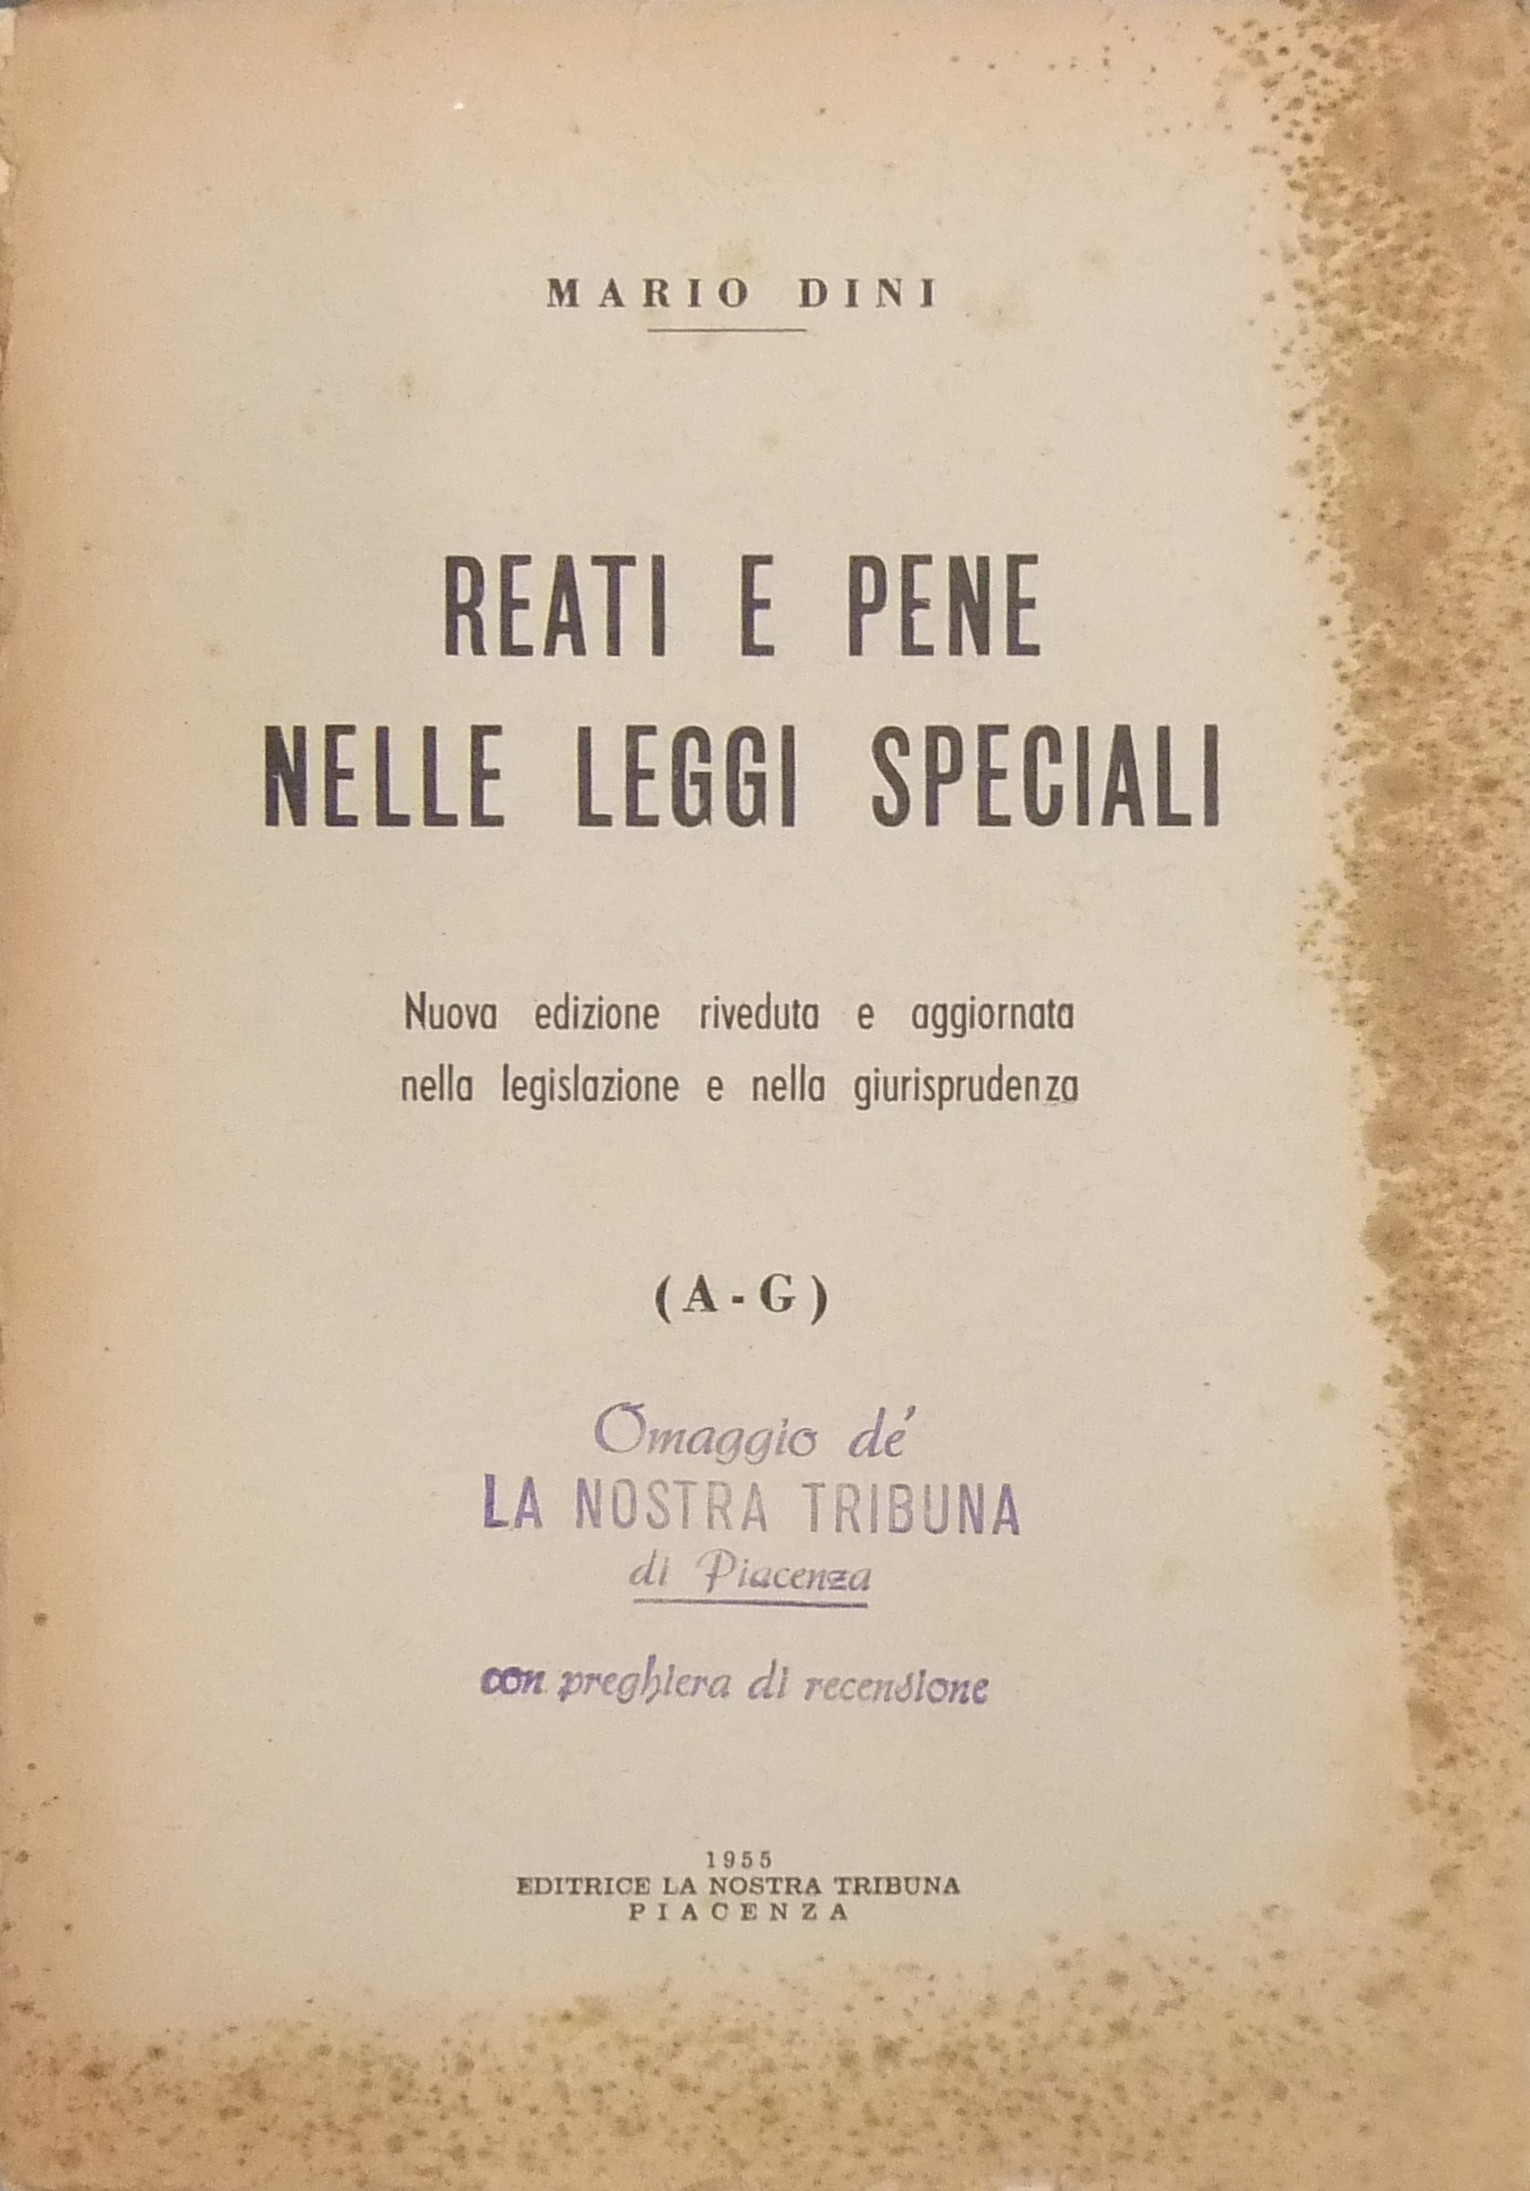 MARIO DINI
REATI E PENE
NELLE LEGGI SPECIALI
Nuova edizione riveduta e aggiornata
nella legislazione e nella giurisprudenza
(A-G)
Omaggio de'
LA NOSTRA TRIBUNA
di Piacenza
con preghiera di recensione
1955
EDITRICE LA NOSTRA TRIBUNA
PIACENZA